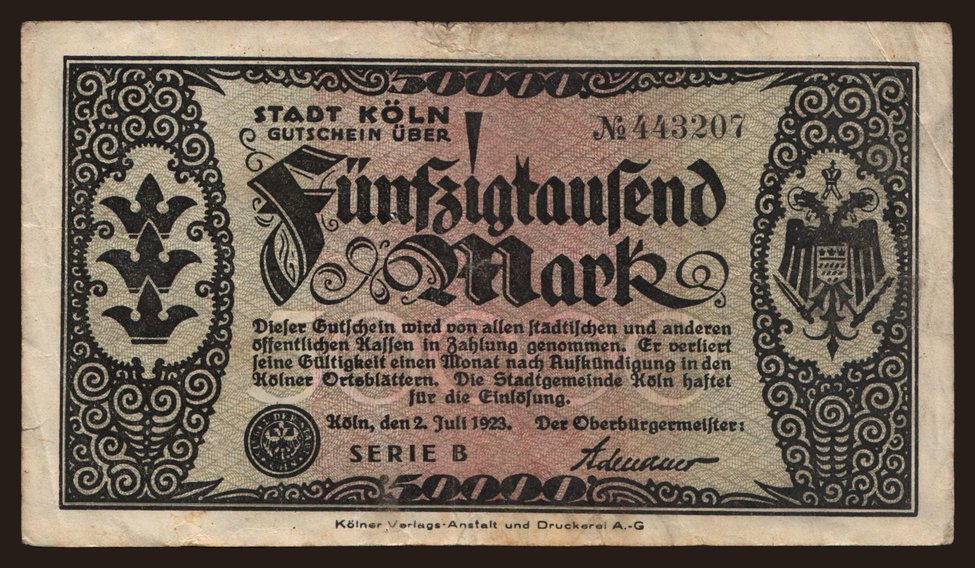 50000
STADT KÖLN
GUTSCHEIN ÜBER
№ 443207
Fünfzigtauſend
Mark
50000
Dieſer Gutſchein wird von allen ſtädtiſchen und anderen
öffentlichen Kaſſen in Zahlung genommen. Er verliert
ſeine Gültigkeit einen Monat nach Aufkündigung in den
Kölner Ortsblättern. Die Stadtgemeinde Köln haftet
für die Einlöſung.
Köln, den 2. Juli 1923. Der Oberbürgermeiſter:
SERIE B
Adenauer
50000
Kölner Verlags-Anstalt und Druckerei A.-G